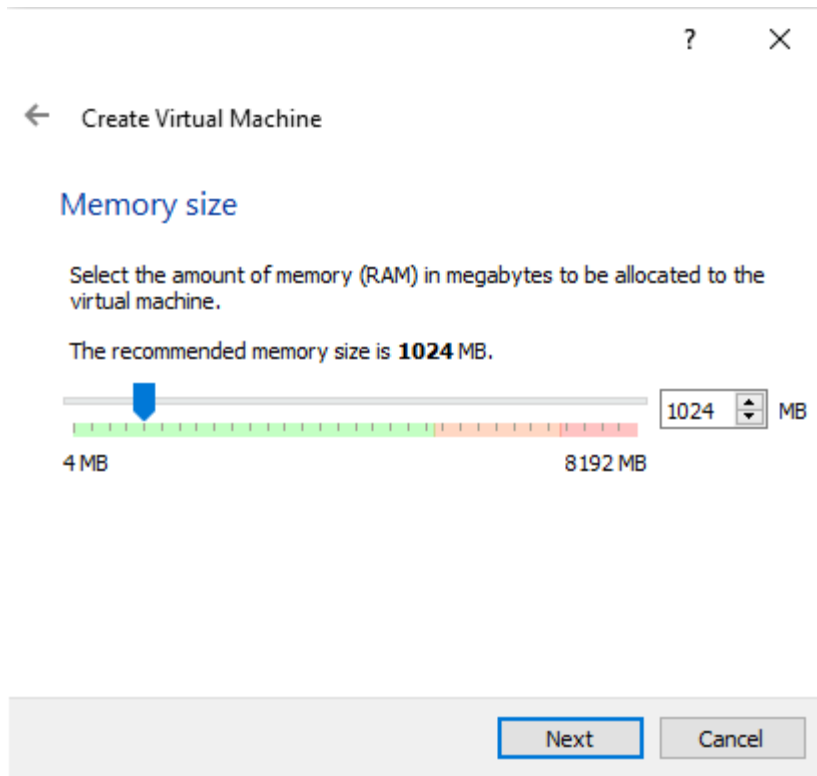 ?
Create Virtual Machine
Memory size
Select the amount of memory (RAM) in megabytes to be allocated to the
virtual machine.
The recommended memory size is 1024 MB.
1024 MB
4 MB 8192 MB
Next Cancel